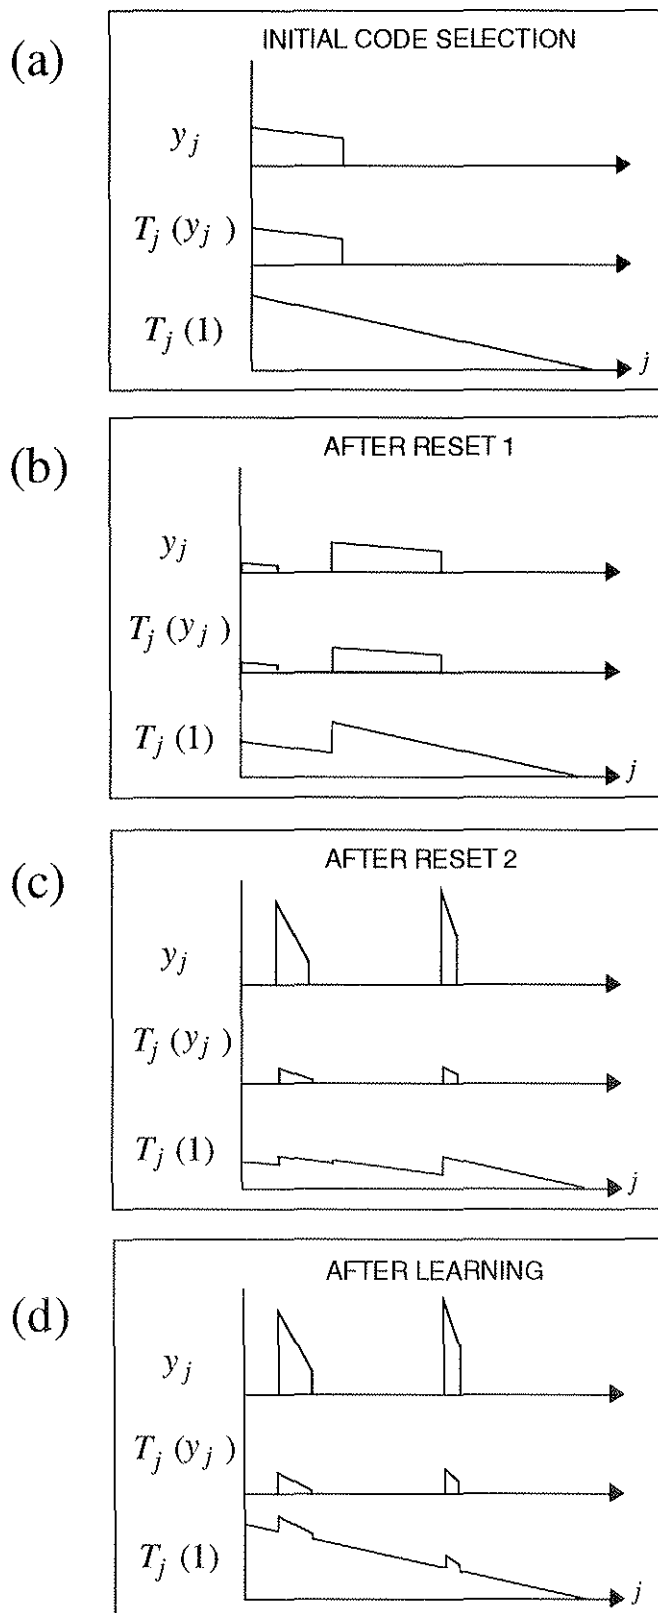 (a)
INITIAL CODE SELECTION
y_j
T_j (y_j)
T_j (1)
j
(b)
AFTER RESET 1
y_j
T_j (y_j)
T_j (1)
j
(c)
AFTER RESET 2
y_j
T_j (y_j)
T_j (1)
j
(d)
AFTER LEARNING
y_j
T_j (y_j)
T_j (1)
j